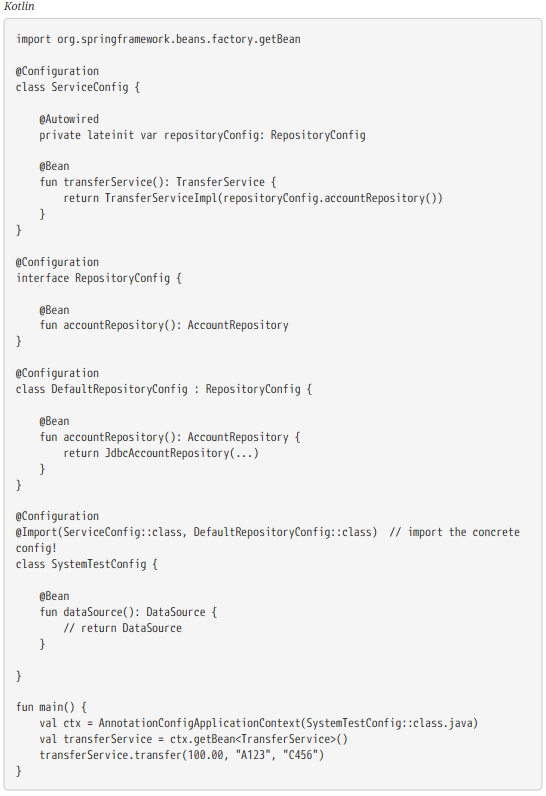 Kotlin
import org.springframework.beans.factory.getBean
@Configuration
class ServiceConfig {
    @Autowired
    private lateinit var repositoryConfig: RepositoryConfig
    @Bean
    fun transferService(): TransferService {
        return TransferServiceImpl(repositoryConfig.accountRepository())
    }
}
@Configuration
interface RepositoryConfig {
    @Bean
    fun accountRepository(): AccountRepository
}
@Configuration
class DefaultRepositoryConfig : RepositoryConfig {
    @Bean
    fun accountRepository(): AccountRepository {
        return JdbcAccountRepository(...)
    }
}
@Configuration
@Import(ServiceConfig::class, DefaultRepositoryConfig::class)  // import the concrete
config!
class SystemTestConfig {
    @Bean
    fun dataSource(): DataSource {
        // return DataSource
    }
}
fun main() {
    val ctx = AnnotationConfigApplicationContext(SystemTestConfig::class.java)
    val transferService = ctx.getBean<TransferService>()
    transferService.transfer(100.00, "A123", "C456")
}